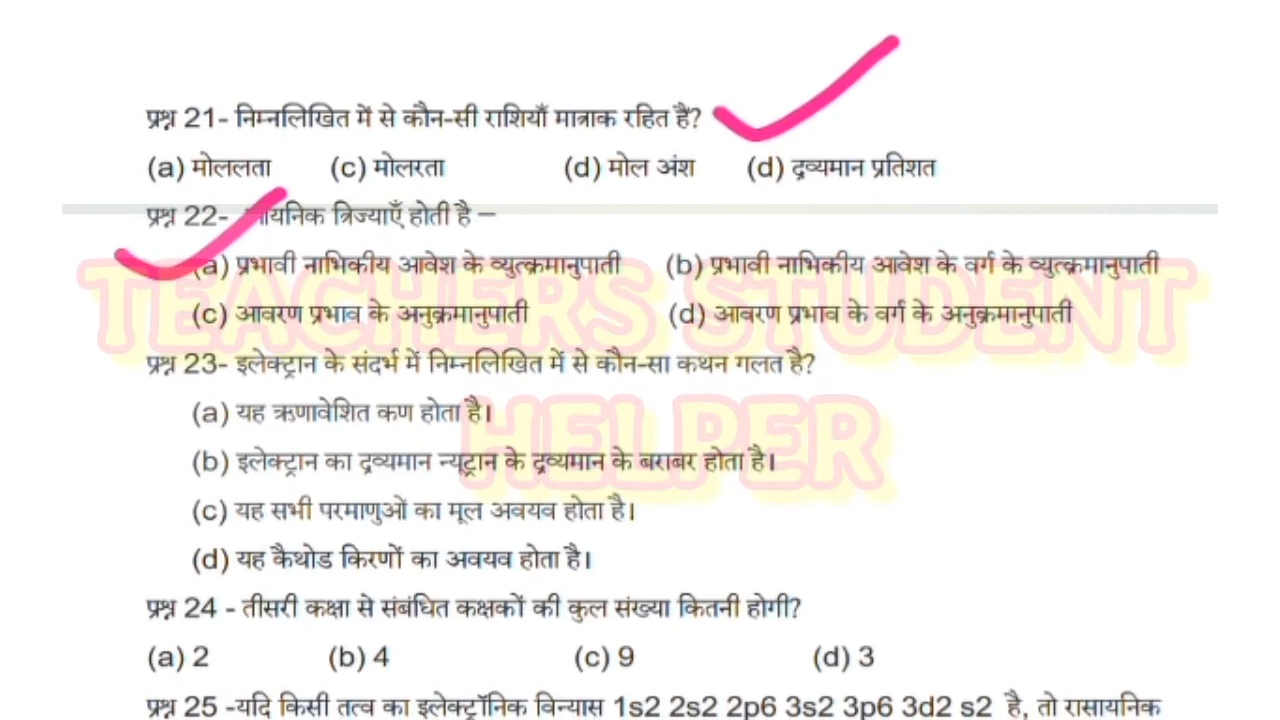 प्रश्न 21- निम्नलिखित में से कौन-सी राशियाँ मात्राक रहित हैं?
(a) मोललता (c) मोलरता (d) मोल अंश (d) द्रव्यमान प्रतिशत
प्रश्न 22- त्रिज्याएँ होती है –
(a) प्रभावी नाभिकीय आवेश के व्युत्क्रमानुपाती (b) प्रभावी नाभिकीय आवेश के वर्ग के व्युत्क्रमानुपाती
(c) आवरण प्रभाव के अनुक्रमानुपाती (d) आवरण प्रभाव के वर्ग के अनुक्रमानुपाती
प्रश्न 23- इलेक्ट्रान के संदर्भ में निम्नलिखित में से कौन-सा कथन गलत है?
(a) यह ऋणावेशित कण होता है।
(b) इलेक्ट्रान का द्रव्यमान न्यूट्रान के द्रव्यमान के बराबर होता है।
(c) यह सभी परमाणुओं का मूल अवयव होता है।
(d) यह कैथोड किरणों का अवयव होता है।
प्रश्न 24 - तीसरी कक्षा से संबंधित कक्षकों की कुल संख्या कितनी होगी?
(a) 2 (b) 4 (c) 9 (d) 3
प्रश्न 25 -यदि किसी तत्व का इलेक्ट्रॉनिक विन्यास 1s2 2s2 2p6 3s2 3p6 3d2 s2 है, तो रासायनिक
TEACHERS STUDENT
HELPER